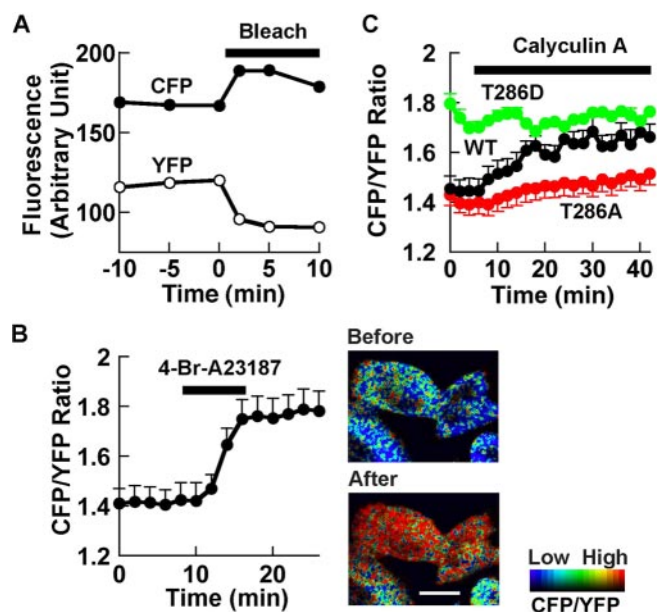 A
Bleach
Fluorescence
(Arbitrary Unit)
200
150
100
CFP
YFP
-10 -5 0 5 10
Time (min)
C
Calyculin A
CFP/YFP Ratio
2
1.8
1.6
1.4
1.2
T286D
WT
T286A
0 10 20 30 40
Time (min)
B
4-Br-A23187
CFP/YFP Ratio
2
1.8
1.6
1.4
1.2
0 10 20
Time (min)
Before
After
Low High
CFP/YFP